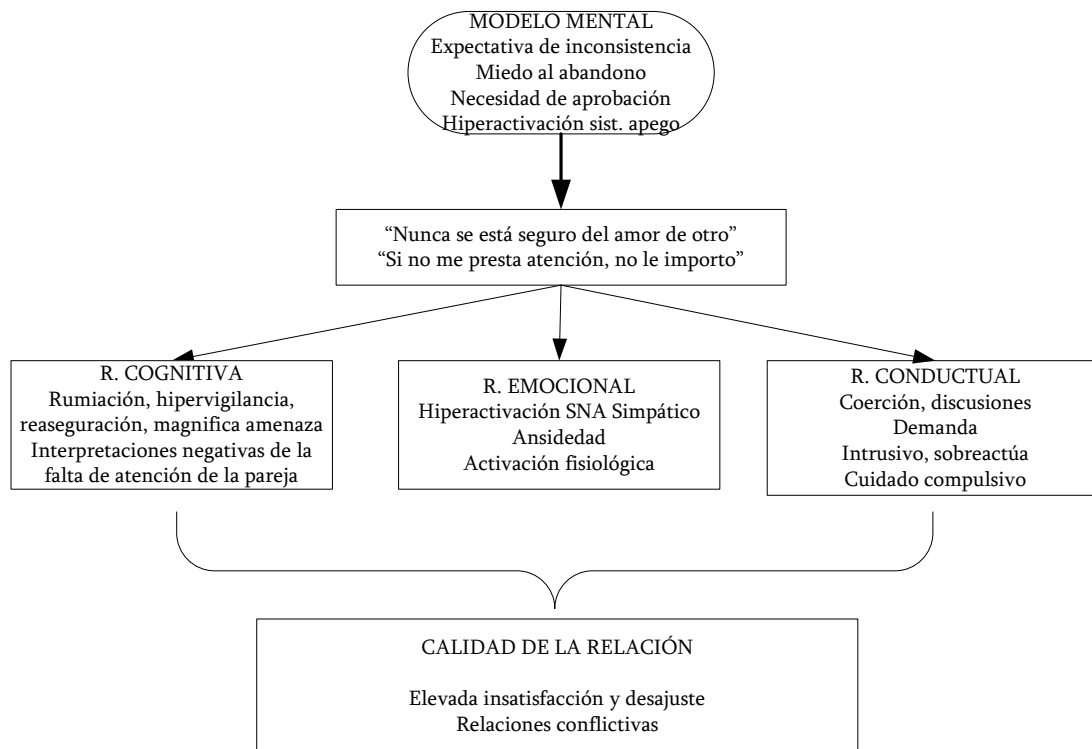 MODELO MENTAL
Expectativa de inconsistencia
Miedo al abandono
Necesidad de aprobación
Hiperactivación sist. apego
“Nunca se está seguro del amor de otro”
“Si no me presta atención, no le importo”
R. COGNITIVA
Rumiación, hipervigilancia,
reaseguración, magnifica amenaza
Interpretaciones negativas de la
falta de atención de la pareja
R. EMOCIONAL
Hiperactivación SNA Simpático
Ansidedad
Activación fisiológica
R. CONDUCTUAL
Coerción, discusiones
Demanda
Intrusivo, sobreactúa
Cuidado compulsivo
CALIDAD DE LA RELACIÓN
Elevada insatisfacción y desajuste
Relaciones conflictivas